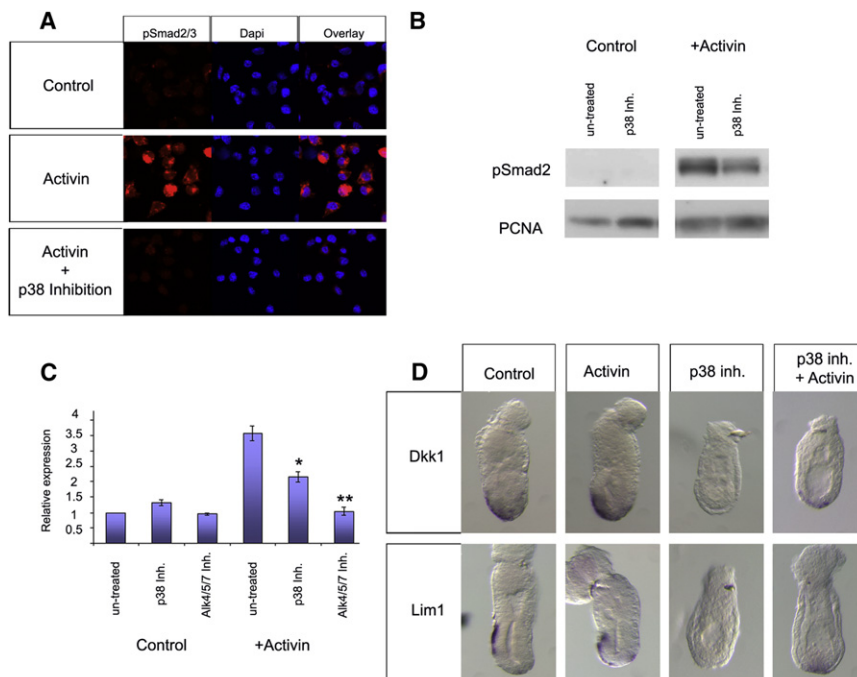 A
pSmad2/3 Dapi Overlay
Control
Activin
Activin
+
p38 Inhibition
B
Control +Activin
un-treated p38 Inh. un-treated p38 Inh.
pSmad2
PCNA
C
Relative expression
4
3.5
3
2.5
2
1.5
1
0.5
* **
un-treated p38 Inh. Alk4/5/7 Inh. un-treated p38 Inh. Alk4/5/7 Inh.
Control +Activin
D
Control Activin p38 inh. p38 inh.
+ Activin
Dkk1
Lim1